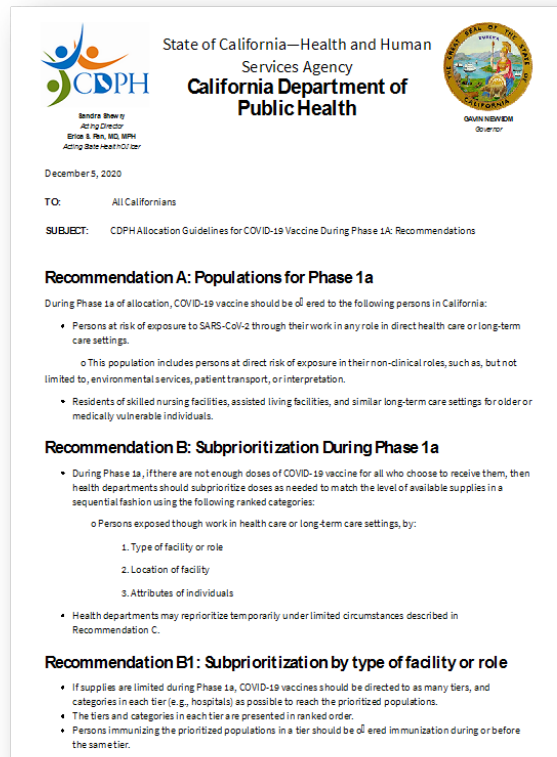 State of California—Health and Human
Services Agency
California Department of
Public Health
CDPH
THE GREAT SEAL OF THE STATE OF CALIFORNIA
EUREKA
Sandra Shewry
Acting Director
Erica S. Pan, MD, MPH
Acting State Health Officer
GAVIN NEWSOM
Governor
December 5, 2020
TO: All Californians
SUBJECT: CDPH Allocation Guidelines for COVID-19 Vaccine During Phase 1A: Recommendations
Recommendation A: Populations for Phase 1a
During Phase 1a of allocation, COVID-19 vaccine should be offered to the following persons in California:
• Persons at risk of exposure to SARS-CoV-2 through their work in any role in direct health care or long-term
care settings.
o This population includes persons at direct risk of exposure in their non-clinical roles, such as, but not
limited to, environmental services, patient transport, or interpretation.
• Residents of skilled nursing facilities, assisted living facilities, and similar long-term care settings for older or
medically vulnerable individuals.
Recommendation B: Subprioritization During Phase 1a
• During Phase 1a, if there are not enough doses of COVID-19 vaccine for all who choose to receive them, then
health departments should subprioritize doses as needed to match the level of available supplies in a
sequential fashion using the following ranked categories:
o Persons exposed though work in health care or long-term care settings, by:
1. Type of facility or role
2. Location of facility
3. Attributes of individuals
• Health departments may reprioritize temporarily under limited circumstances described in
Recommendation C.
Recommendation B1: Subprioritization by type of facility or role
• If supplies are limited during Phase 1a, COVID-19 vaccines should be directed to as many tiers, and
categories in each tier (e.g., hospitals) as possible to reach the prioritized populations.
• The tiers and categories in each tier are presented in ranked order.
• Persons immunizing the prioritized populations in a tier should be offered immunization during or before
the same tier.